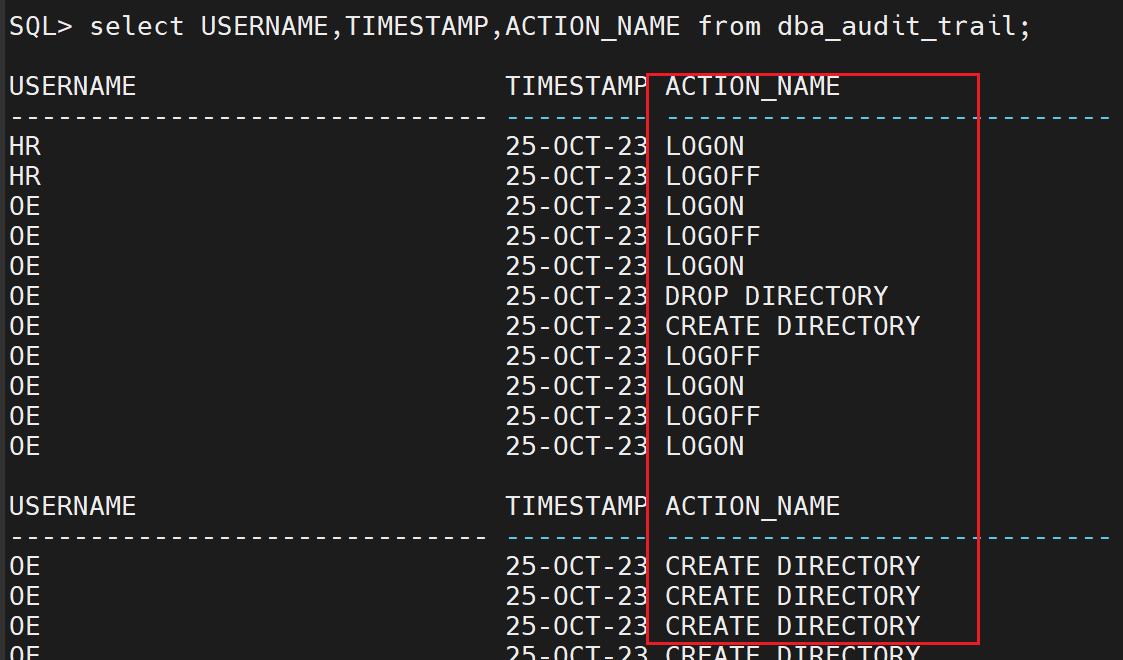 SQL> select USERNAME,TIMESTAMP,ACTION_NAME from dba_audit_trail;
USERNAME TIMESTAMP ACTION_NAME
------------------------------ --------- ----------------------------
HR 25-OCT-23 LOGON
HR 25-OCT-23 LOGOFF
OE 25-OCT-23 LOGON
OE 25-OCT-23 LOGOFF
OE 25-OCT-23 LOGON
OE 25-OCT-23 DROP DIRECTORY
OE 25-OCT-23 CREATE DIRECTORY
OE 25-OCT-23 LOGOFF
OE 25-OCT-23 LOGON
OE 25-OCT-23 LOGOFF
OE 25-OCT-23 LOGON
USERNAME TIMESTAMP ACTION_NAME
------------------------------ --------- ----------------------------
OE 25-OCT-23 CREATE DIRECTORY
OE 25-OCT-23 CREATE DIRECTORY
OE 25-OCT-23 CREATE DIRECTORY
OE 25-OCT-23 CREATE DIRECTORY